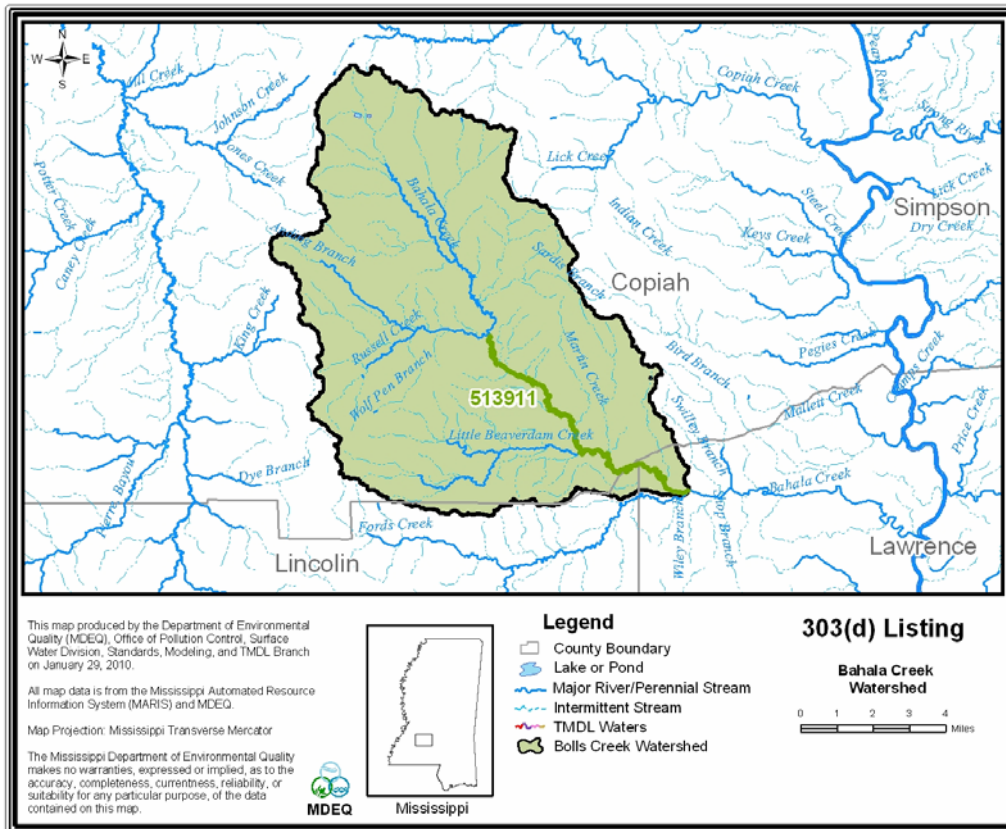 N
W E
S
Mill Creek
Johnson Creek
Jones Creek
Potter Creek
Caney Creek
King Creek
Dye Branch
Fords Creek
Bahala Creek
Russell Creek
Wolf Pen Branch
Little Beaverdam Creek
513911
Martin Creek
Sardis Branch
Copiah Creek
Pearl River
Strong River
Lick Creek
Indian Creek
Steel Creek
Keys Creek
Lick Creek
Simpson
Dry Creek
Copiah
Bird Branch
Pegies Creek
Mallett Creek
Price Creek
Swilley Branch
Bahala Creek
Wiley Branch
Lawrence
Lincolin
This map produced by the Department of Environmental
Quality (MDEQ), Office of Pollution Control, Surface
Water Division, Standards, Modeling, and TMDL Branch
on January 29, 2010.
All map data is from the Mississippi Automated Resource
Information System (MARIS) and MDEQ.
Map Projection: Mississippi Transverse Mercator
The Mississippi Department of Environmental Quality
makes no warranties, expressed or implied, as to the
accuracy, completeness, currentness, reliability, or
suitability for any particular purpose, of the data
contained on this map.
MDEQ
Mississippi
Legend
County Boundary
Lake or Pond
Major River/Perennial Stream
Intermittent Stream
TMDL Waters
Bolls Creek Watershed
303(d) Listing
Bahala Creek
Watershed
0 1 2 3 4
Miles